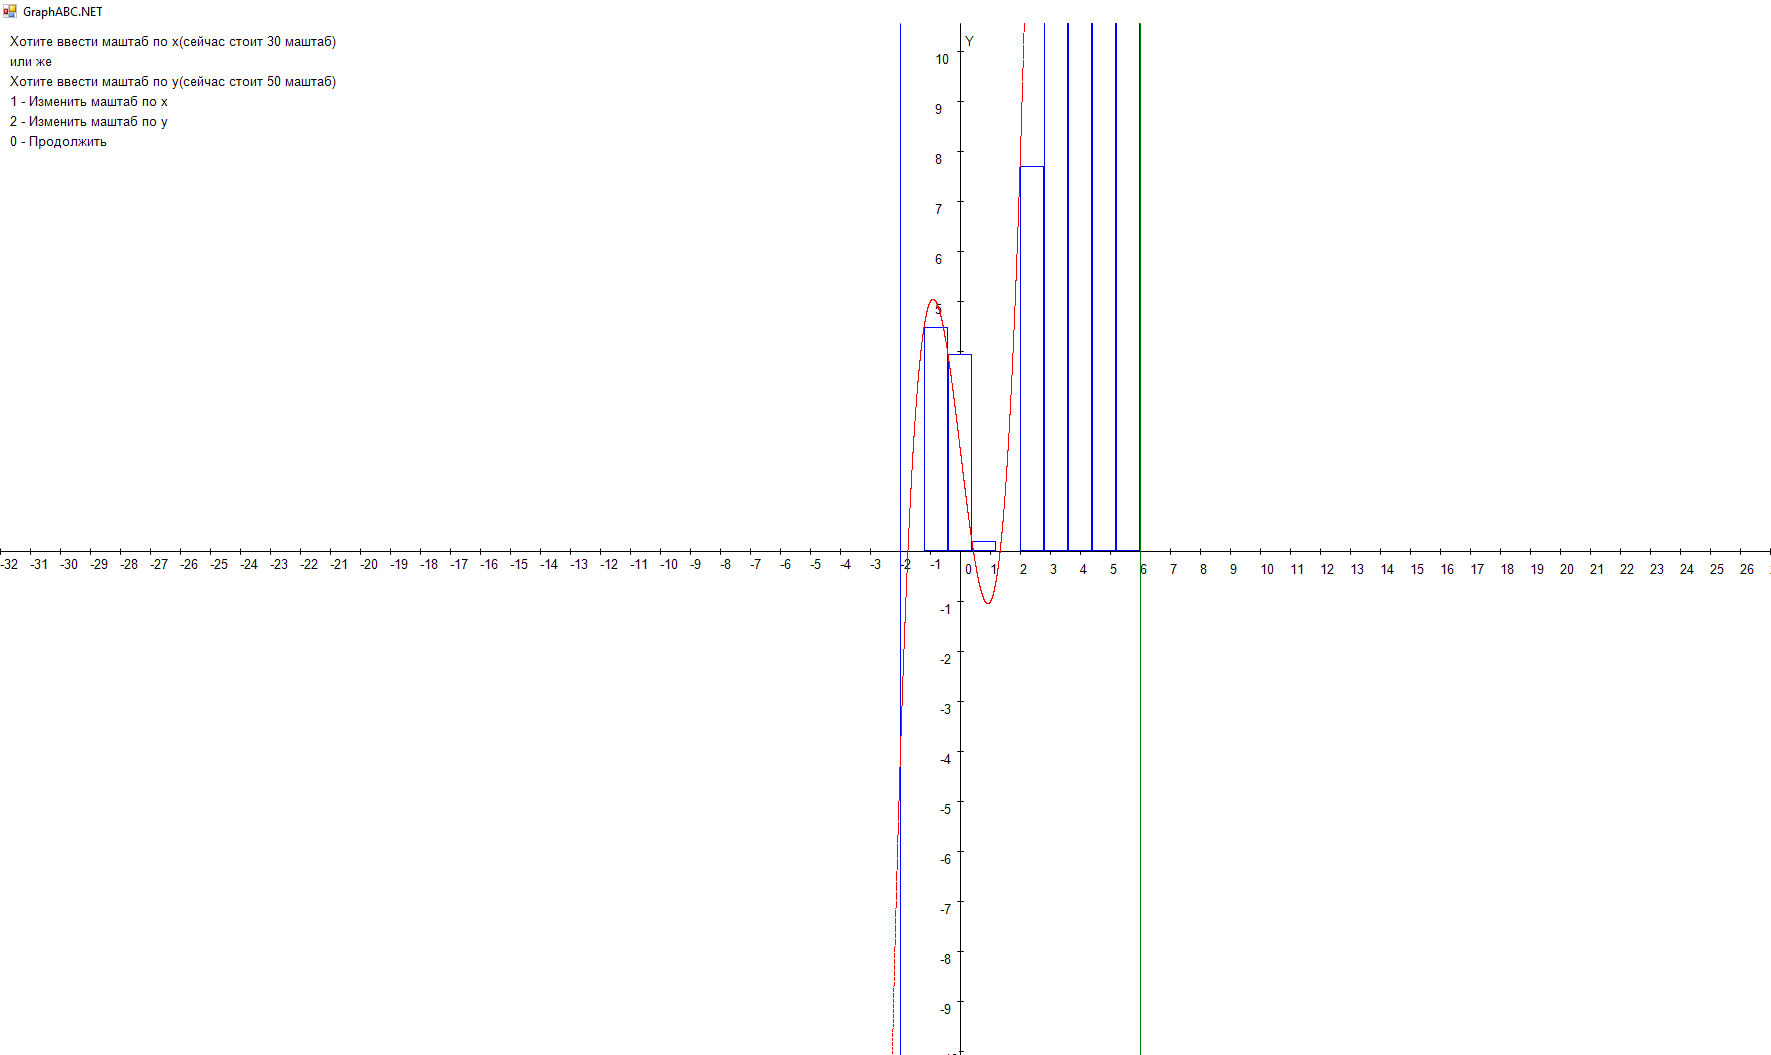 GraphABC.NET
Хотите ввести маштаб по x(сейчас стоит 30 маштаб)
или же
Хотите ввести маштаб по y(сейчас стоит 50 маштаб)
1 - Изменить маштаб по x
2 - Изменить маштаб по y
0 - Продолжить
Y
10
9
8
7
6
5
-32 -31 -30 -29 -28 -27 -26 -25 -24 -23 -22 -21 -20 -19 -18 -17 -16 -15 -14 -13 -12 -11 -10 -9 -8 -7 -6 -5 -4 -3 -2 -1 0 1 2 3 4 5 6 7 8 9 10 11 12 13 14 15 16 17 18 19 20 21 22 23 24 25 26
-1
-2
-3
-4
-5
-6
-7
-8
-9